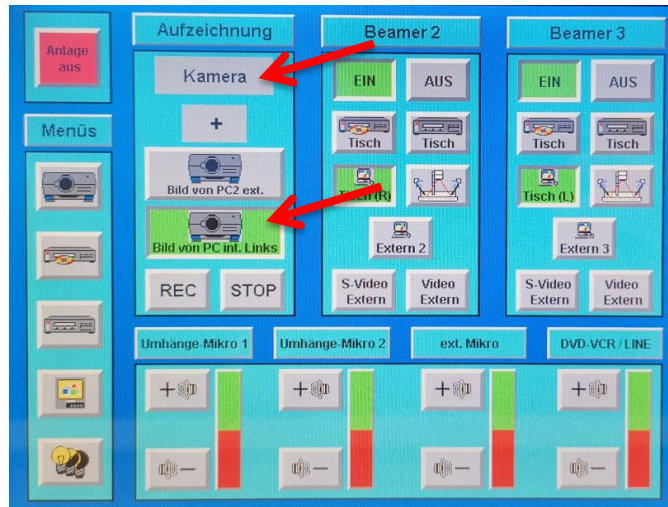 Anlage
aus
Menüs
Aufzeichnung
Kamera
+
Bild von PC2 ext.
Bild von PC int. Links
REC
STOP
Beamer 2
EIN
AUS
Tisch
Tisch
Tisch (R)
Extern 2
S-Video
Extern
Video
Extern
Beamer 3
EIN
AUS
Tisch
Tisch
Tisch (L)
Extern 3
S-Video
Extern
Video
Extern
Umhänge-Mikro 1
Umhänge-Mikro 2
ext. Mikro
DVD-VCR / LINE
+
+
+
+
−
−
−
−